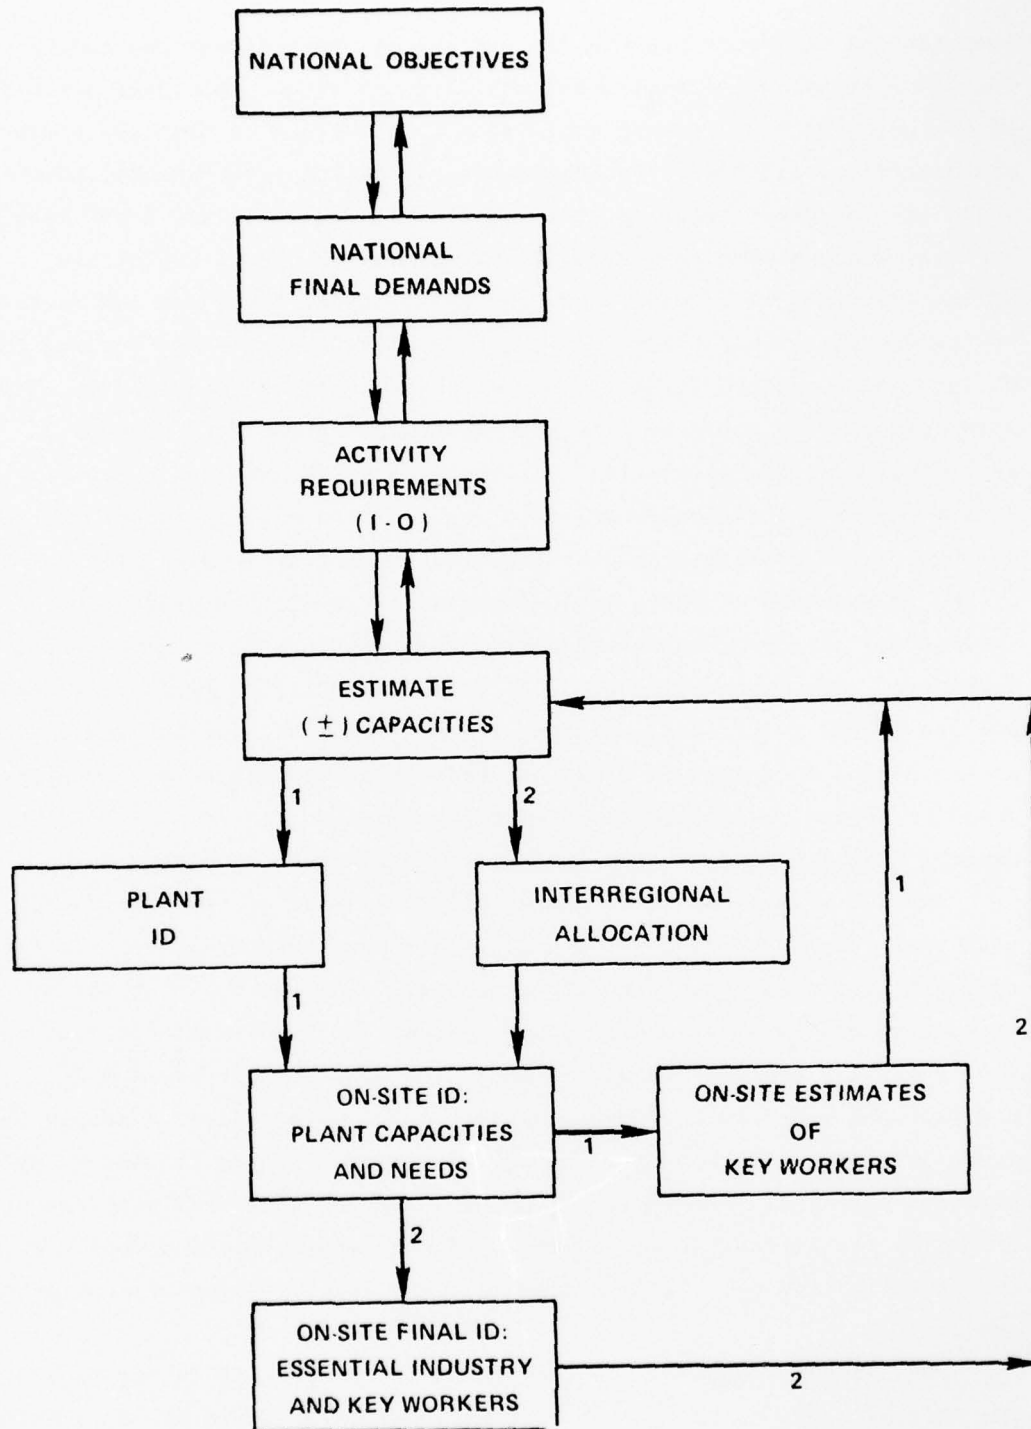 NATIONAL OBJECTIVES
NATIONAL
FINAL DEMANDS
ACTIVITY
REQUIREMENTS
(I-O)
ESTIMATE
(±) CAPACITIES
1
2
PLANT
ID
INTERREGIONAL
ALLOCATION
1
1
2
ON-SITE ID:
PLANT CAPACITIES
AND NEEDS
1
ON-SITE ESTIMATES
OF
KEY WORKERS
2
ON-SITE FINAL ID:
ESSENTIAL INDUSTRY
AND KEY WORKERS
2